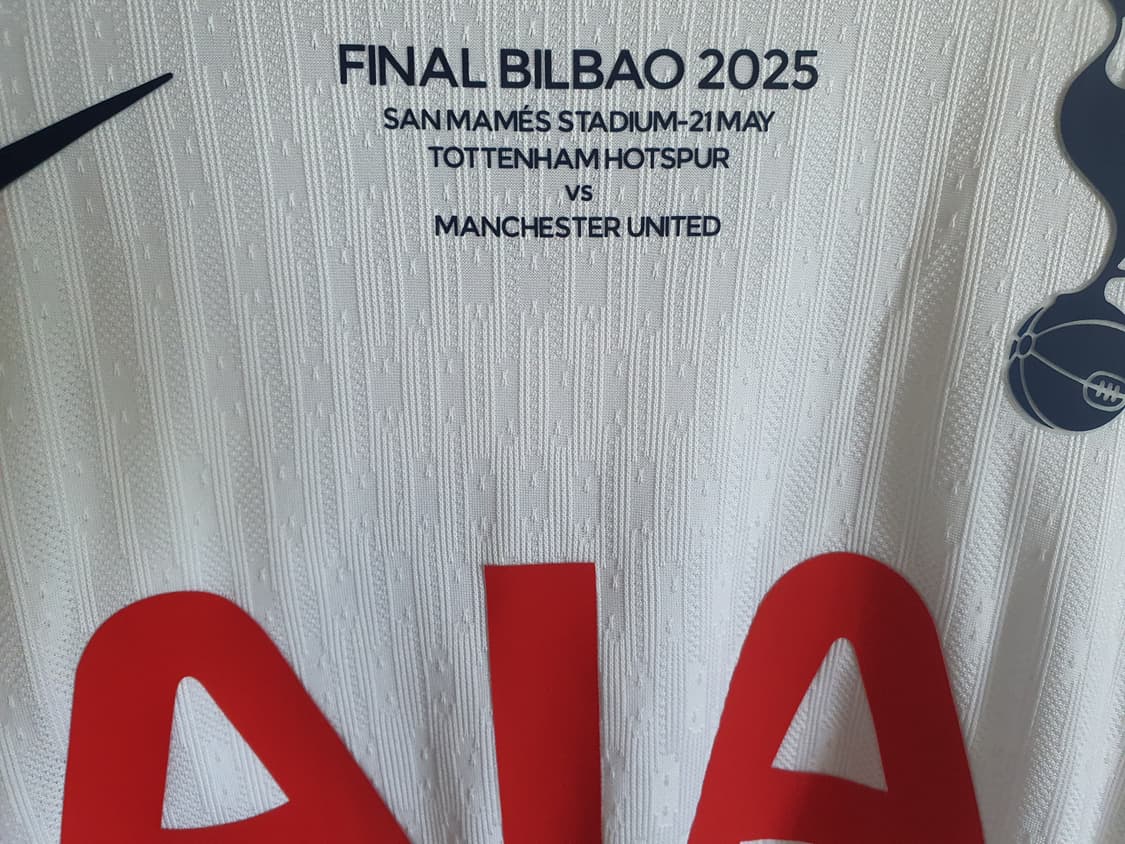 FINAL BILBAO 2025
SAN MAMÉS STADIUM-21 MAY
TOTTENHAM HOTSPUR
VS
MANCHESTER UNITED
AIA